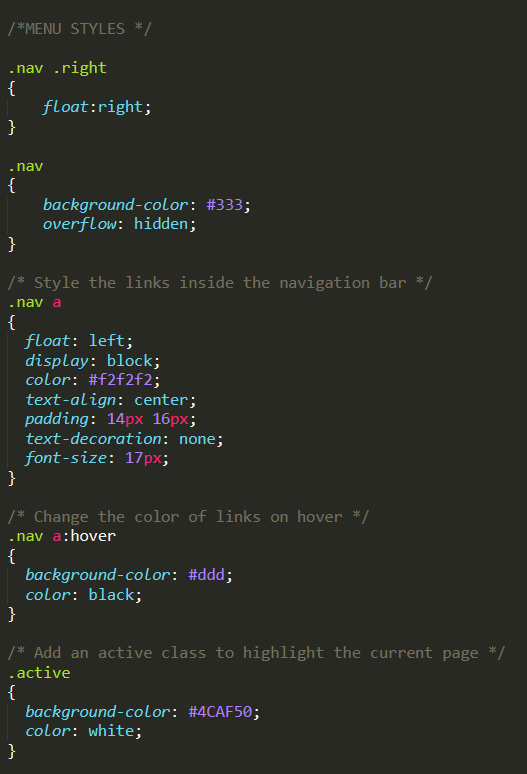 /*MENU STYLES */
.nav .right
{
    float:right;
}
.nav
{
    background-color: #333;
    overflow: hidden;
}
/* Style the links inside the navigation bar */
.nav a
{
  float: left;
  display: block;
  color: #f2f2f2;
  text-align: center;
  padding: 14px 16px;
  text-decoration: none;
  font-size: 17px;
}
/* Change the color of links on hover */
.nav a:hover
{
  background-color: #ddd;
  color: black;
}
/* Add an active class to highlight the current page */
.active
{
  background-color: #4CAF50;
  color: white;
}